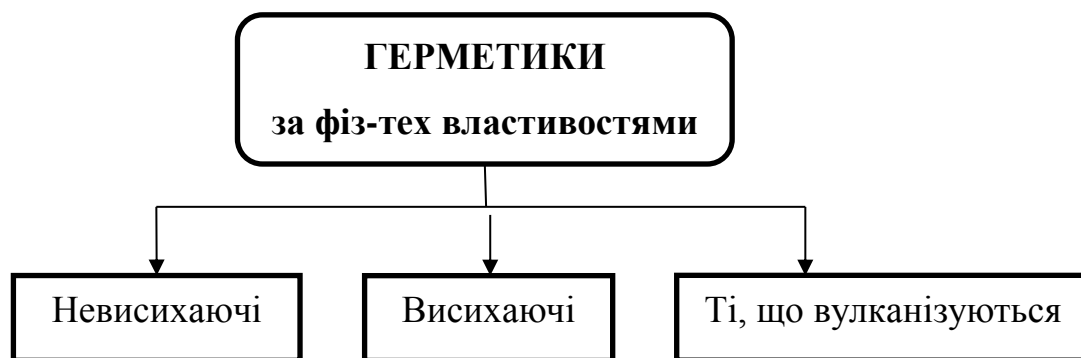 ГЕРМЕТИКИ
за фіз-тех властивостями
Невисихаючі
Висихаючі
Ті, що вулканізуються